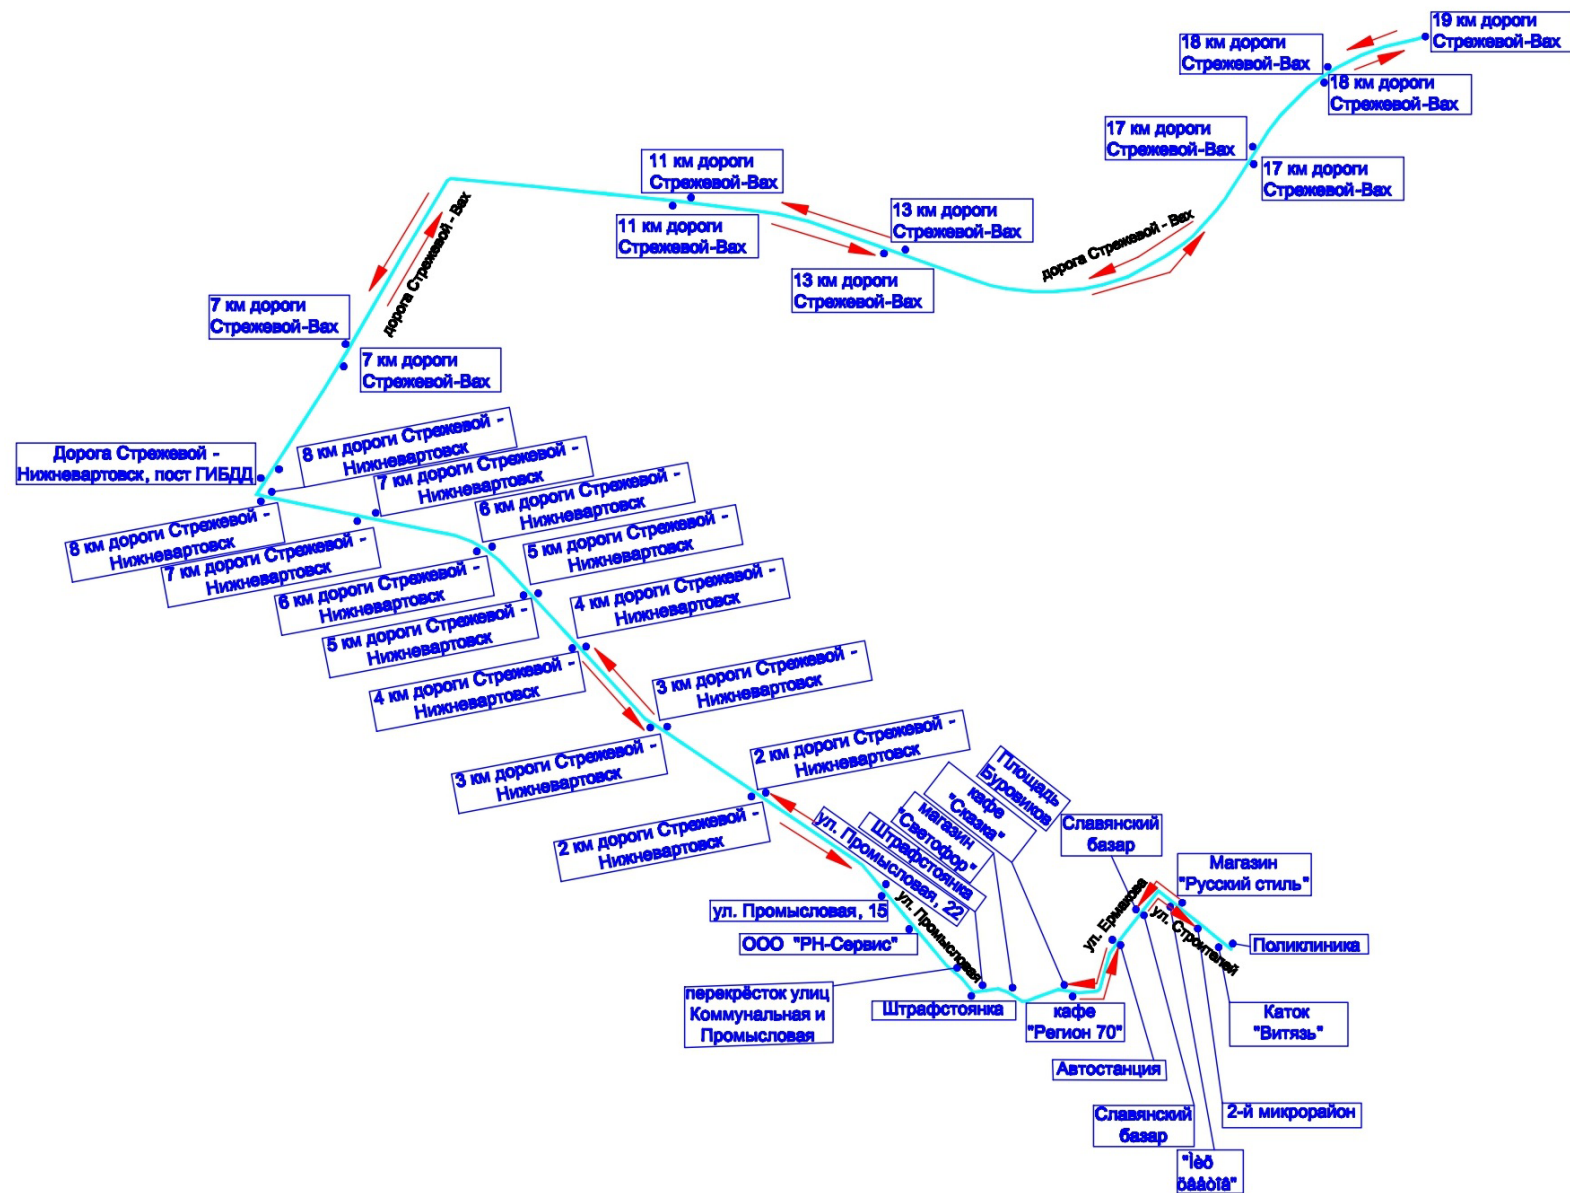 19 км дороги
Стрежевой-Вах
18 км дороги
Стрежевой-Вах
18 км дороги
Стрежевой-Вах
17 км дороги
Стрежевой-Вах
17 км дороги
Стрежевой-Вах
11 км дороги
Стрежевой-Вах
11 км дороги
Стрежевой-Вах
13 км дороги
Стрежевой-Вах
13 км дороги
Стрежевой-Вах
дорога Стрежевой - Вах
дорога Стрежевой - Вах
7 км дороги
Стрежевой-Вах
7 км дороги
Стрежевой-Вах
Дорога Стрежевой -
Нижневартовск, пост ГИБДД
8 км дороги Стрежевой -
Нижневартовск
7 км дороги Стрежевой -
Нижневартовск
6 км дороги Стрежевой -
Нижневартовск
5 км дороги Стрежевой -
Нижневартовск
4 км дороги Стрежевой -
Нижневартовск
3 км дороги Стрежевой -
Нижневартовск
2 км дороги Стрежевой -
Нижневартовск
8 км дороги Стрежевой -
Нижневартовск
7 км дороги Стрежевой -
Нижневартовск
6 км дороги Стрежевой -
Нижневартовск
5 км дороги Стрежевой -
Нижневартовск
4 км дороги Стрежевой -
Нижневартовск
3 км дороги Стрежевой -
Нижневартовск
2 км дороги Стрежевой -
Нижневартовск
Площадь
Буровиков
кафе
"Сказка"
магазин
"Светофор"
Штрафстоянка
ул. Промысловая, 22
ул. Промысловая
ул. Промысловая, 15
ООО "РН-Сервис"
перекрёсток улиц
Коммунальная и
Промысловая
Штрафстоянка
кафе
"Регион 70"
Славянский
базар
Магазин
"Русский стиль"
ул. Ермакова
ул. Строителей
Поликлиника
Каток
"Витязь"
Автостанция
2-й микрорайон
Славянский
базар
"Ìèð
öâåòîâ"